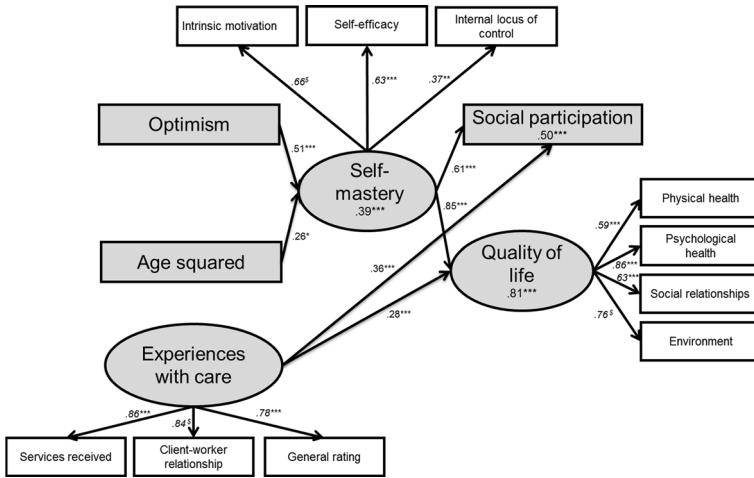 Intrinsic motivation
Self-efficacy
Internal locus of
control
.66$
.63***
.37**
Optimism
Social participation
.50***
.51***
Self-
mastery
.39***
.61***
.85***
Physical health
.59***
Age squared
.26*
.36***
Quality of
life
.81***
Psychological
health
.86***
.63***
Social relationships
.28***
.76$
Environment
Experiences
with care
.86***
.84$
.78***
Services received
Client-worker
relationship
General rating